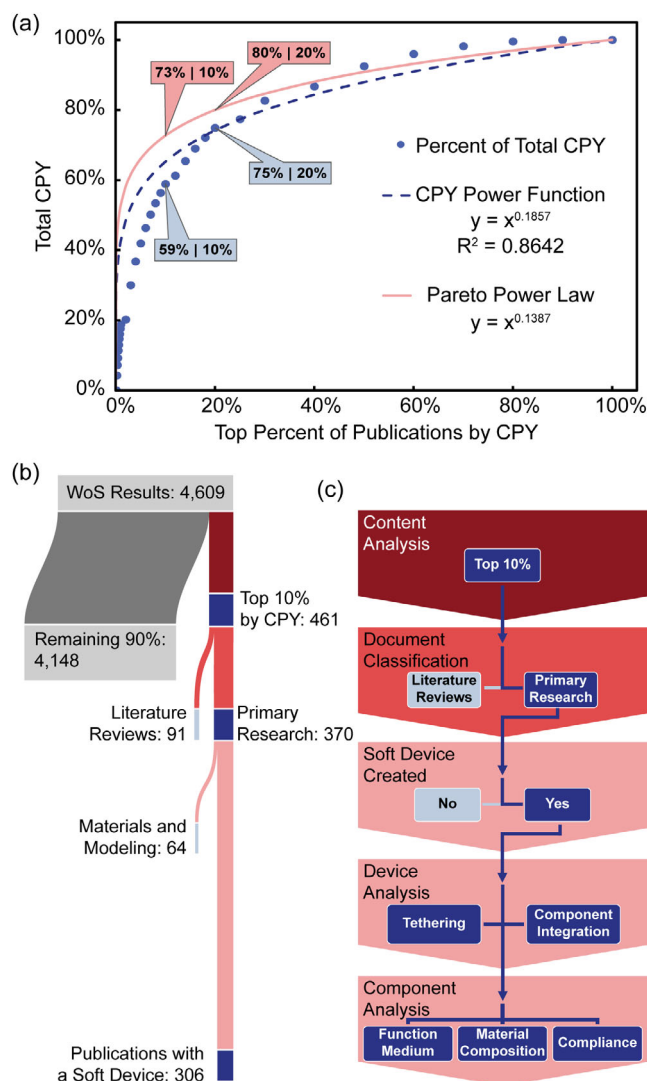 (a)
100%
80%
60%
40%
20%
0%
Total CPY
73% | 10%
80% | 20%
75% | 20%
59% | 10%
Percent of Total CPY
CPY Power Function
y = x^0.1857
R² = 0.8642
Pareto Power Law
y = x^0.1387
0% 20% 40% 60% 80% 100%
Top Percent of Publications by CPY
(b)
WoS Results: 4,609
Top 10%
by CPY: 461
Remaining 90%:
4,148
Literature
Reviews: 91
Primary
Research: 370
Materials and
Modeling: 64
Publications with
a Soft Device: 306
(c)
Content
Analysis
Top 10%
Document
Classification
Literature
Reviews
Primary
Research
Soft Device
Created
No
Yes
Device
Analysis
Tethering
Component
Integration
Component
Analysis
Function
Medium
Material
Composition
Compliance